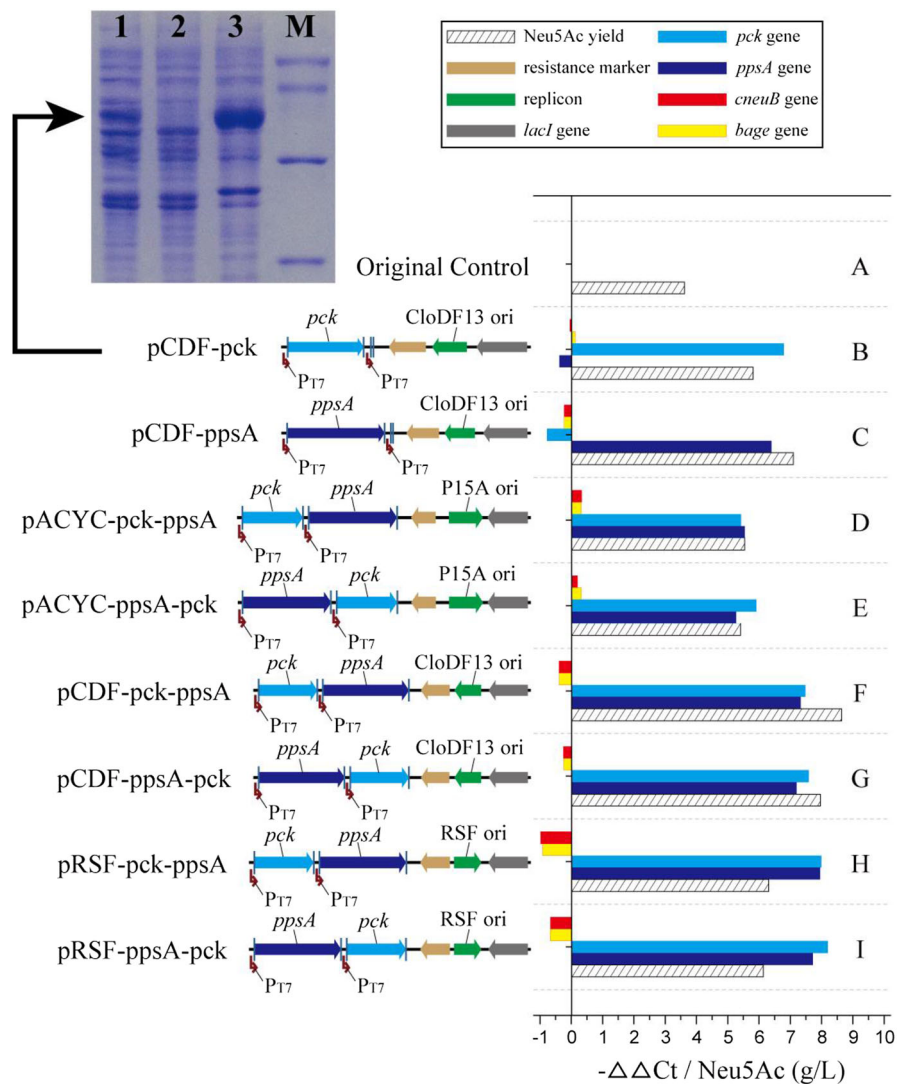 1 2 3 M
Neu5Ac yield
resistance marker
replicon
lacI gene
pck gene
ppsA gene
cneuB gene
bage gene
Original Control
A
pck
CloDF13 ori
pCDF-pck
PT7
PT7
B
ppsA
CloDF13 ori
pCDF-ppsA
PT7
PT7
C
pck
ppsA
P15A ori
pACYC-pck-ppsA
PT7
PT7
D
ppsA
pck
P15A ori
pACYC-ppsA-pck
PT7
PT7
E
pck
ppsA
CloDF13 ori
pCDF-pck-ppsA
PT7
PT7
F
ppsA
pck
CloDF13 ori
pCDF-ppsA-pck
PT7
PT7
G
pck
ppsA
RSF ori
pRSF-pck-ppsA
PT7
PT7
H
ppsA
pck
RSF ori
pRSF-ppsA-pck
PT7
PT7
I
-1 0 1 2 3 4 5 6 7 8 9 10
-△△Ct / Neu5Ac (g/L)